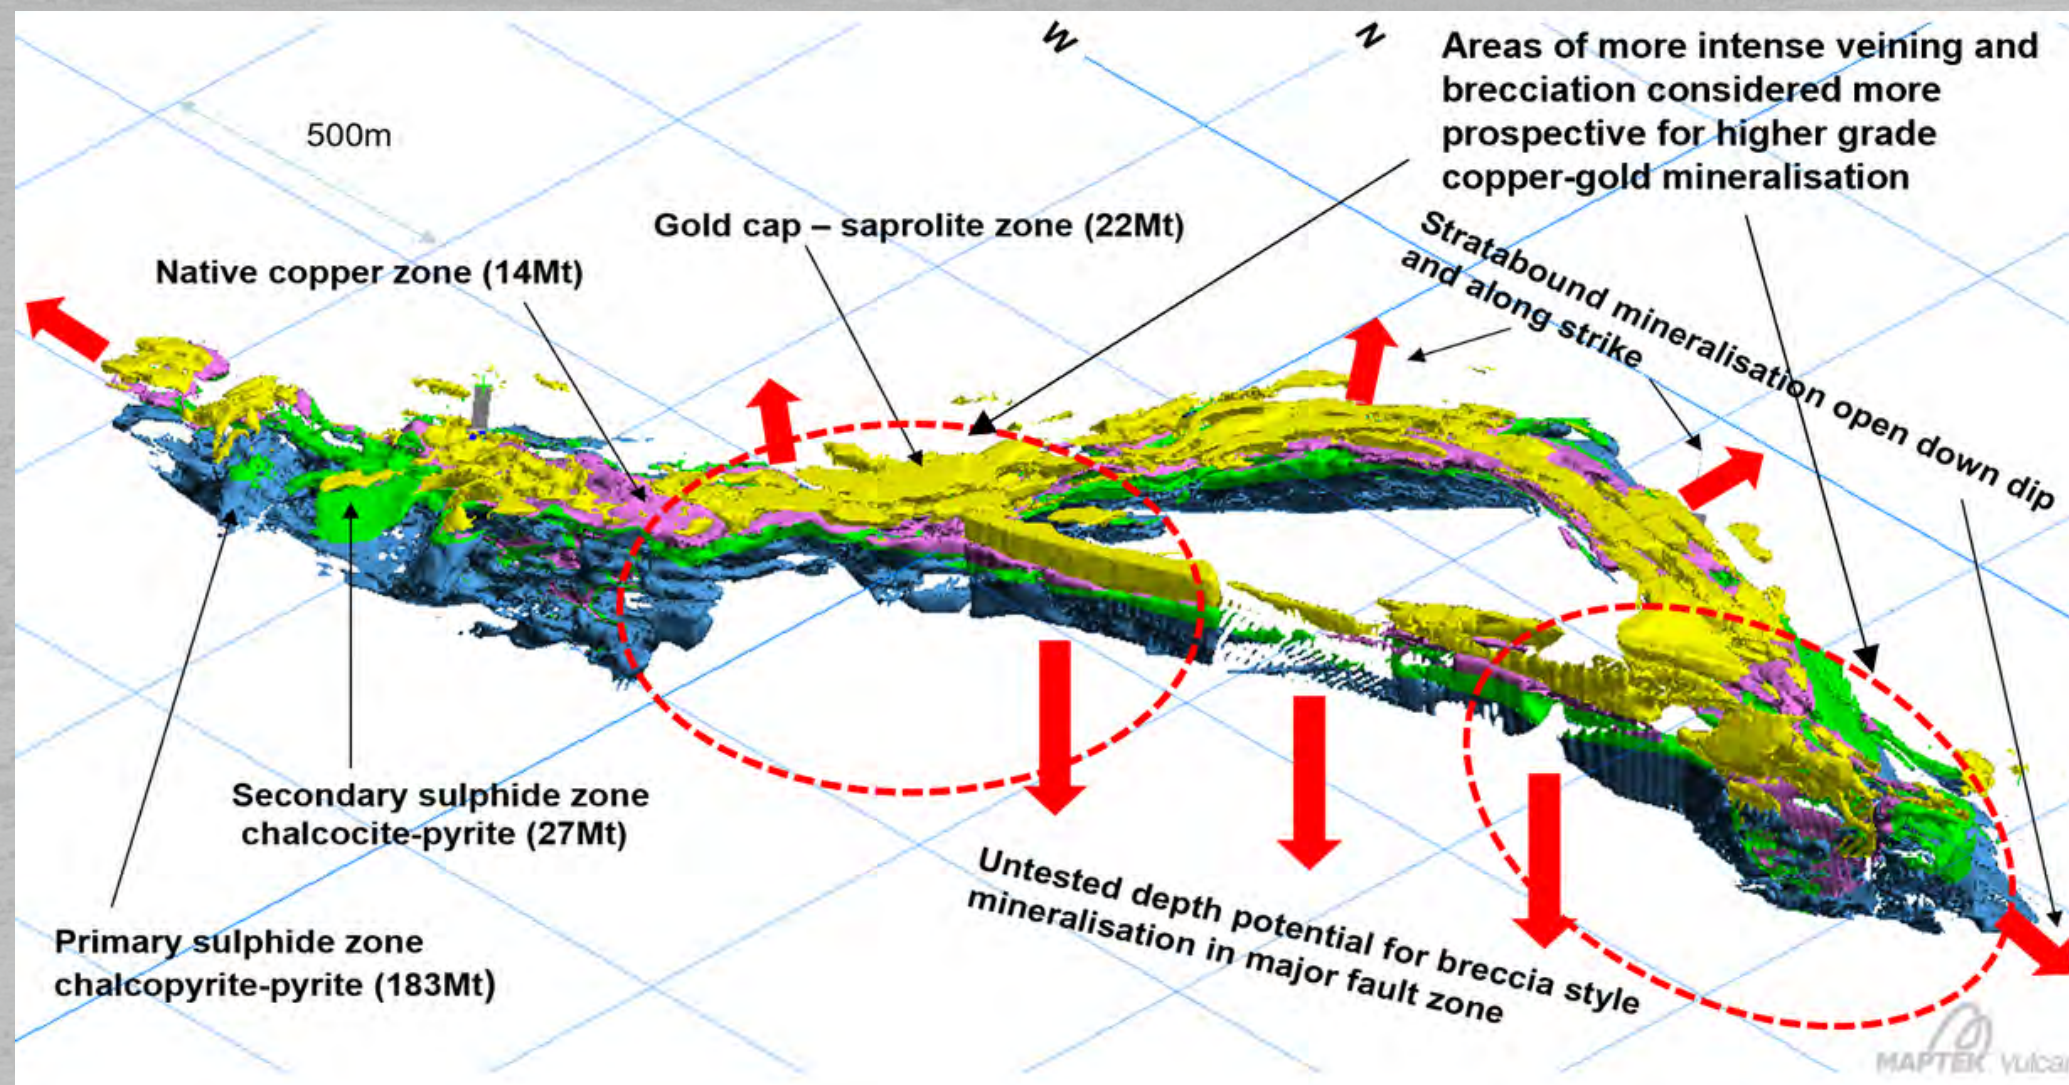 W
N
Areas of more intense veining and
brecciation considered more
prospective for higher grade
copper-gold mineralisation
500m
Gold cap – saprolite zone (22Mt)
Native copper zone (14Mt)
Stratabound mineralisation open down dip
and along strike
Secondary sulphide zone
chalcocite-pyrite (27Mt)
Primary sulphide zone
chalcopyrite-pyrite (183Mt)
Untested depth potential for breccia style
mineralisation in major fault zone
MAPTEK Vulca